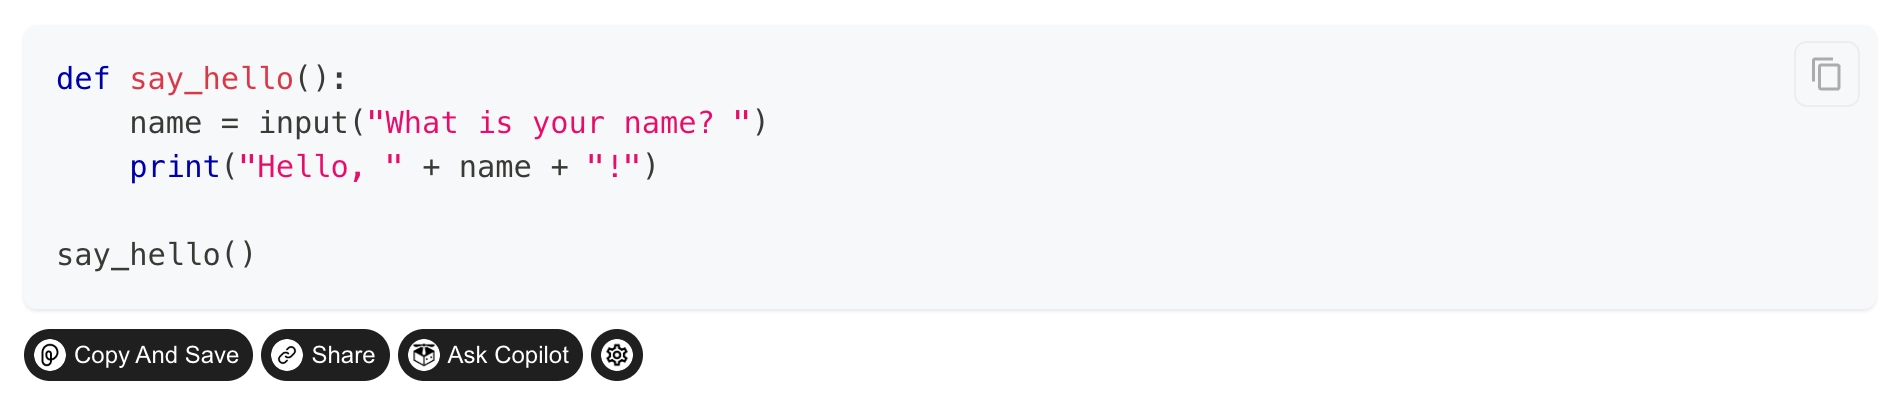 def say_hello():
    name = input("What is your name? ")
    print("Hello, " + name + "!")

say_hello()
Copy And Save Share Ask Copilot